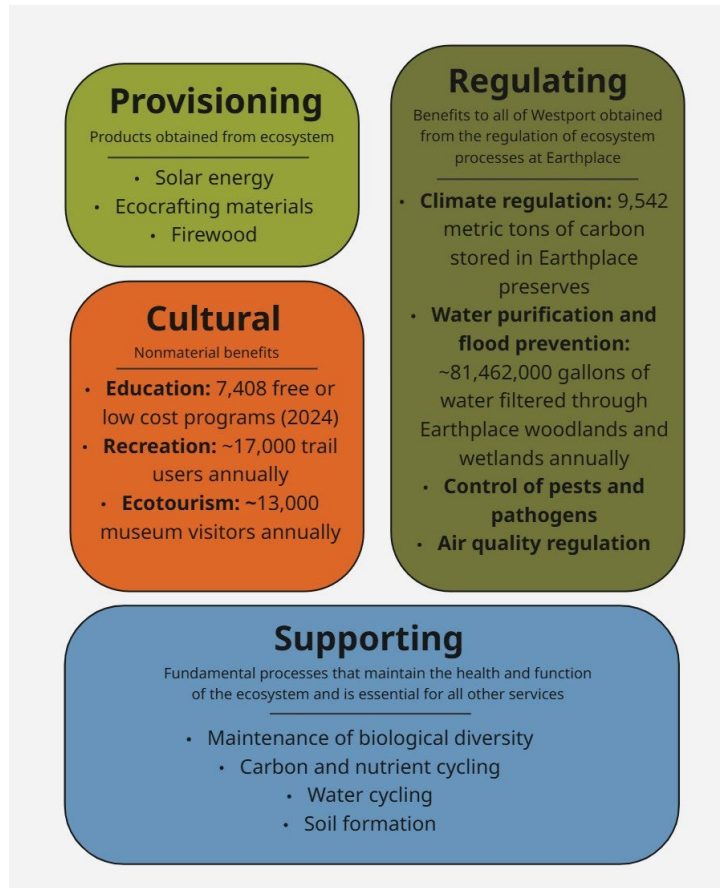 Provisioning
Products obtained from ecosystem
• Solar energy
• Ecocrafting materials
• Firewood
Cultural
Nonmaterial benefits
• Education: 7,408 free or
low cost programs (2024)
• Recreation: ~17,000 trail
users annually
• Ecotourism: ~13,000
museum visitors annually
Regulating
Benefits to all of Westport obtained
from the regulation of ecosystem
processes at Earthplace
• Climate regulation: 9,542
metric tons of carbon
stored in Earthplace
preserves
• Water purification and
flood prevention:
~81,462,000 gallons of
water filtered through
Earthplace woodlands and
wetlands annually
• Control of pests and
pathogens
• Air quality regulation
Supporting
Fundamental processes that maintain the health and function
of the ecosystem and is essential for all other services
• Maintenance of biological diversity
• Carbon and nutrient cycling
• Water cycling
• Soil formation